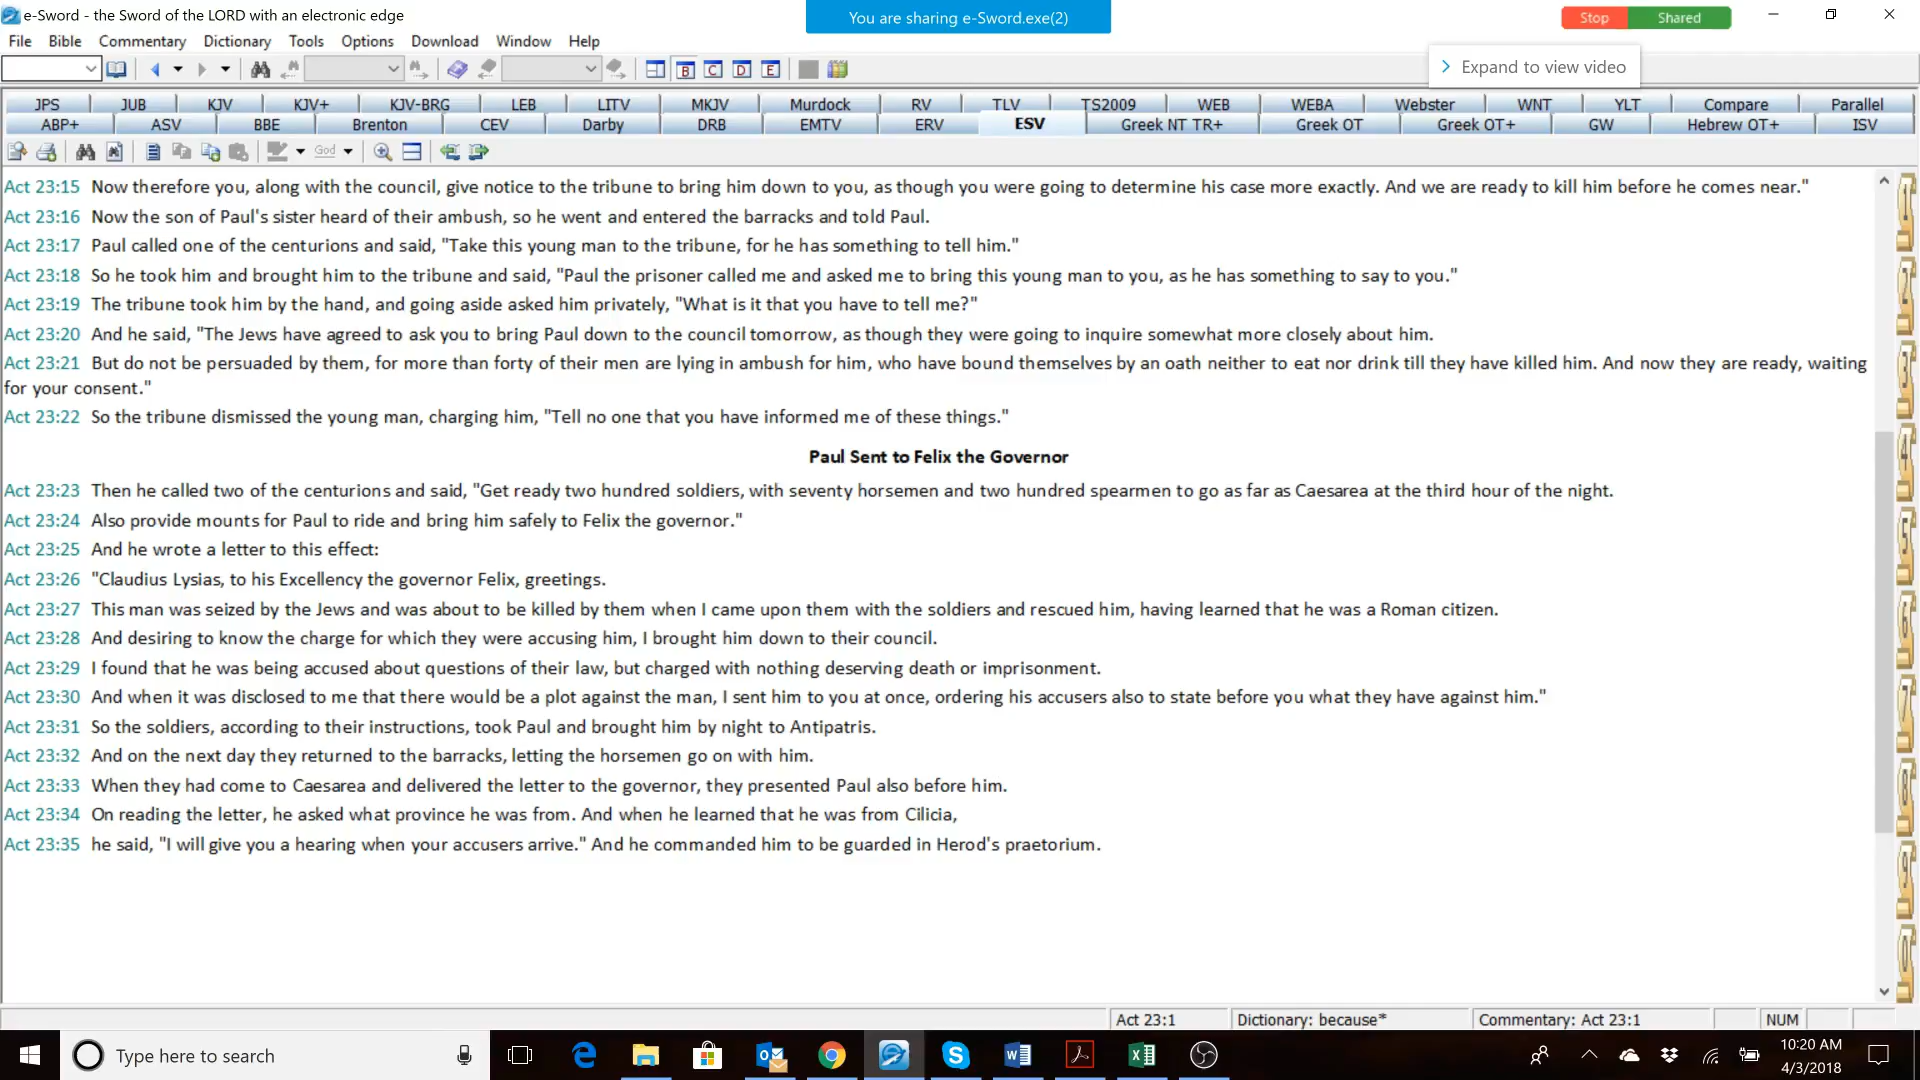 e-Sword - the Sword of the LORD with an electronic edge
You are sharing e-Sword.exe(2)
Stop Shared
File Bible Commentary Dictionary Tools Options Download Window Help
B C D E
Expand to view video
JPS JUB KJV KJV+ KJV-BRG LEB LITV MKJV Murdock RV TLV TS2009 WEB WEBA Webster WNT YLT Compare Parallel
ABP+ ASV BBE Brenton CEV Darby DRB EMTV ERV ESV Greek NT TR+ Greek OT Greek OT+ GW Hebrew OT+ ISV
God
Act 23:15 Now therefore you, along with the council, give notice to the tribune to bring him down to you, as though you were going to determine his case more exactly. And we are ready to kill him before he comes near."
Act 23:16 Now the son of Paul's sister heard of their ambush, so he went and entered the barracks and told Paul.
Act 23:17 Paul called one of the centurions and said, "Take this young man to the tribune, for he has something to tell him."
Act 23:18 So he took him and brought him to the tribune and said, "Paul the prisoner called me and asked me to bring this young man to you, as he has something to say to you."
Act 23:19 The tribune took him by the hand, and going aside asked him privately, "What is it that you have to tell me?"
Act 23:20 And he said, "The Jews have agreed to ask you to bring Paul down to the council tomorrow, as though they were going to inquire somewhat more closely about him.
Act 23:21 But do not be persuaded by them, for more than forty of their men are lying in ambush for him, who have bound themselves by an oath neither to eat nor drink till they have killed him. And now they are ready, waiting
for your consent."
Act 23:22 So the tribune dismissed the young man, charging him, "Tell no one that you have informed me of these things."
Paul Sent to Felix the Governor
Act 23:23 Then he called two of the centurions and said, "Get ready two hundred soldiers, with seventy horsemen and two hundred spearmen to go as far as Caesarea at the third hour of the night.
Act 23:24 Also provide mounts for Paul to ride and bring him safely to Felix the governor."
Act 23:25 And he wrote a letter to this effect:
Act 23:26 "Claudius Lysias, to his Excellency the governor Felix, greetings.
Act 23:27 This man was seized by the Jews and was about to be killed by them when I came upon them with the soldiers and rescued him, having learned that he was a Roman citizen.
Act 23:28 And desiring to know the charge for which they were accusing him, I brought him down to their council.
Act 23:29 I found that he was being accused about questions of their law, but charged with nothing deserving death or imprisonment.
Act 23:30 And when it was disclosed to me that there would be a plot against the man, I sent him to you at once, ordering his accusers also to state before you what they have against him."
Act 23:31 So the soldiers, according to their instructions, took Paul and brought him by night to Antipatris.
Act 23:32 And on the next day they returned to the barracks, letting the horsemen go on with him.
Act 23:33 When they had come to Caesarea and delivered the letter to the governor, they presented Paul also before him.
Act 23:34 On reading the letter, he asked what province he was from. And when he learned that he was from Cilicia,
Act 23:35 he said, "I will give you a hearing when your accusers arrive." And he commanded him to be guarded in Herod's praetorium.
1
2
3
4
5
6
7
8
9
0
Act 23:1 Dictionary: because* Commentary: Act 23:1 NUM
Type here to search
10:20 AM
4/3/2018